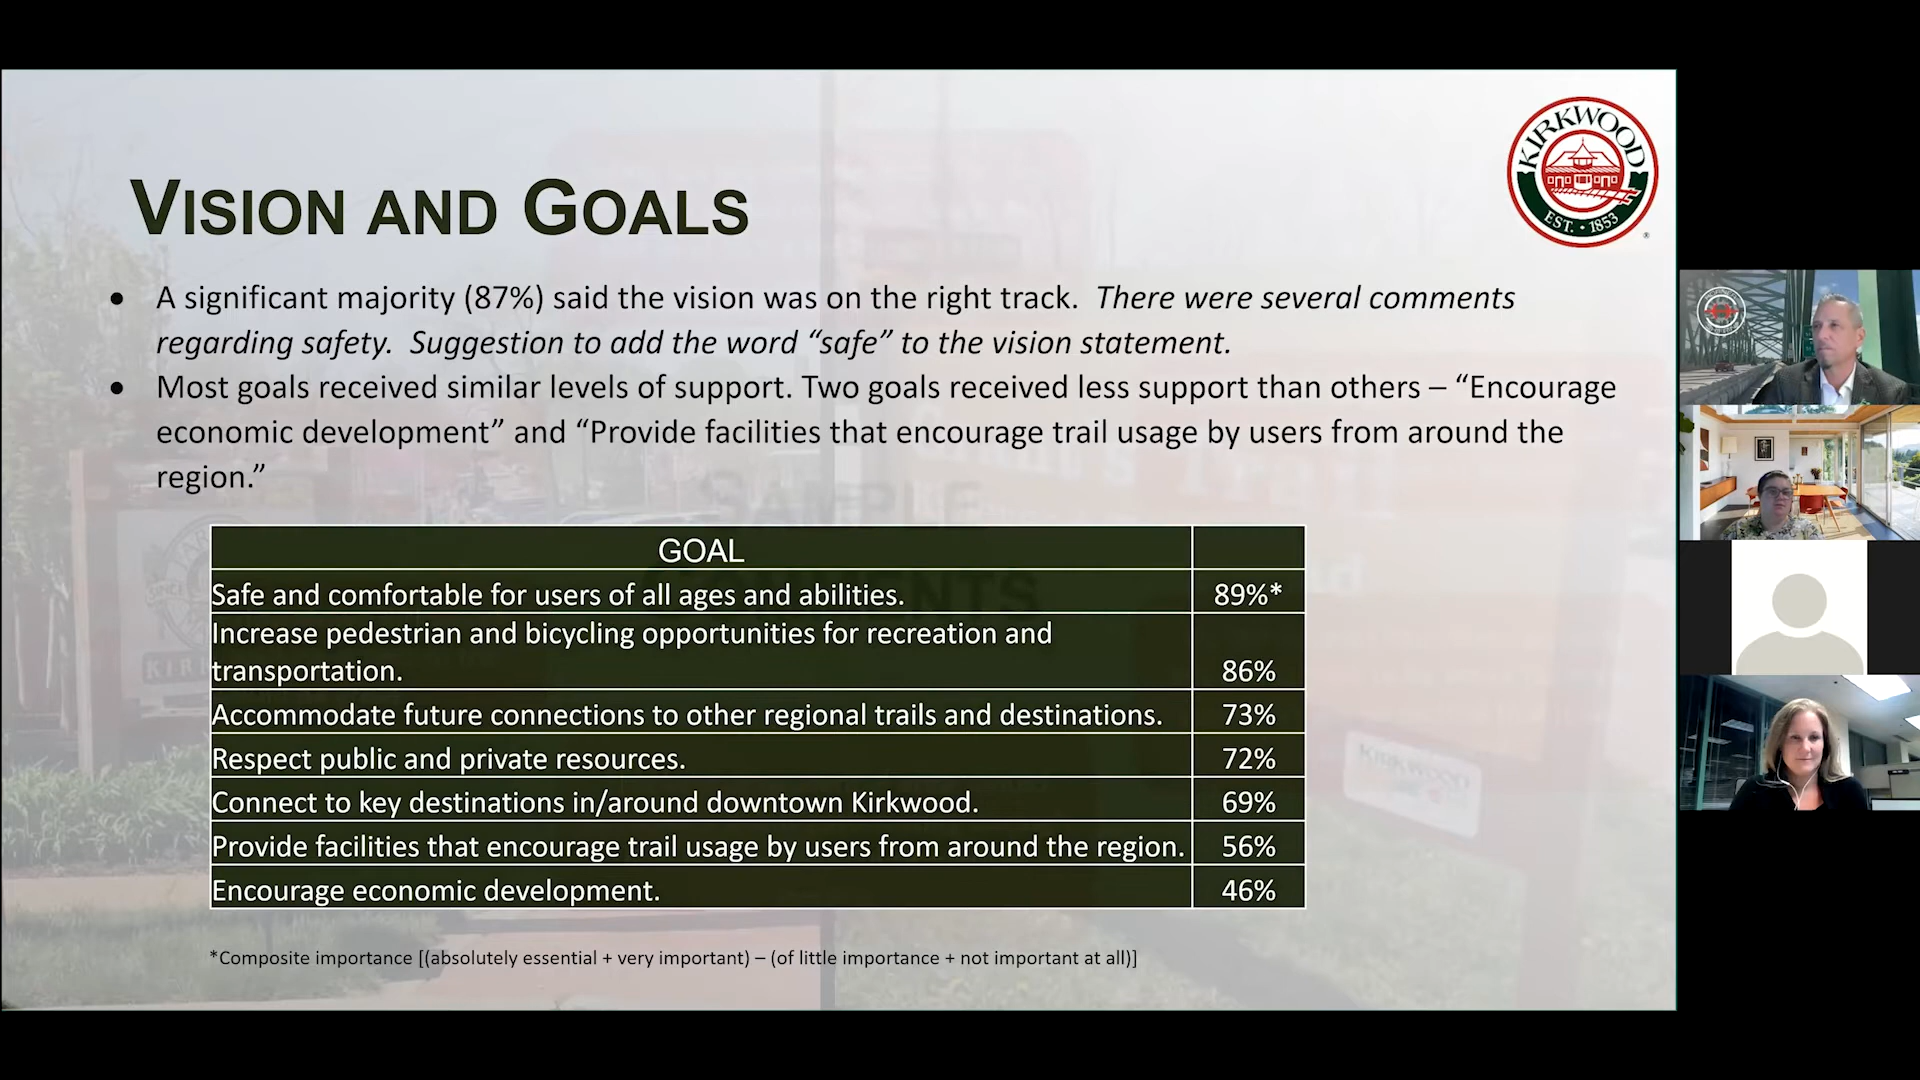 KIRKWOOD
EST. • 1853
®
VISION AND GOALS
• A significant majority (87%) said the vision was on the right track. There were several comments
regarding safety. Suggestion to add the word “safe” to the vision statement.
• Most goals received similar levels of support. Two goals received less support than others – “Encourage
economic development” and “Provide facilities that encourage trail usage by users from around the
region.”
GOAL
Safe and comfortable for users of all ages and abilities. 89%*
Increase pedestrian and bicycling opportunities for recreation and
transportation. 86%
Accommodate future connections to other regional trails and destinations. 73%
Respect public and private resources. 72%
Connect to key destinations in/around downtown Kirkwood. 69%
Provide facilities that encourage trail usage by users from around the region. 56%
Encourage economic development. 46%
*Composite importance [(absolutely essential + very important) – (of little importance + not important at all)]
SAMPLE
KIRKWOOD